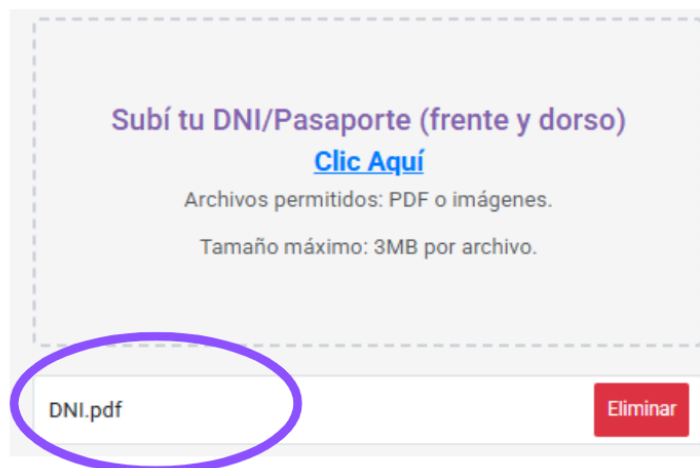 Subí tu DNI/Pasaporte (frente y dorso)
Clic Aquí
Archivos permitidos: PDF o imágenes.
Tamaño máximo: 3MB por archivo.
DNI.pdf
Eliminar